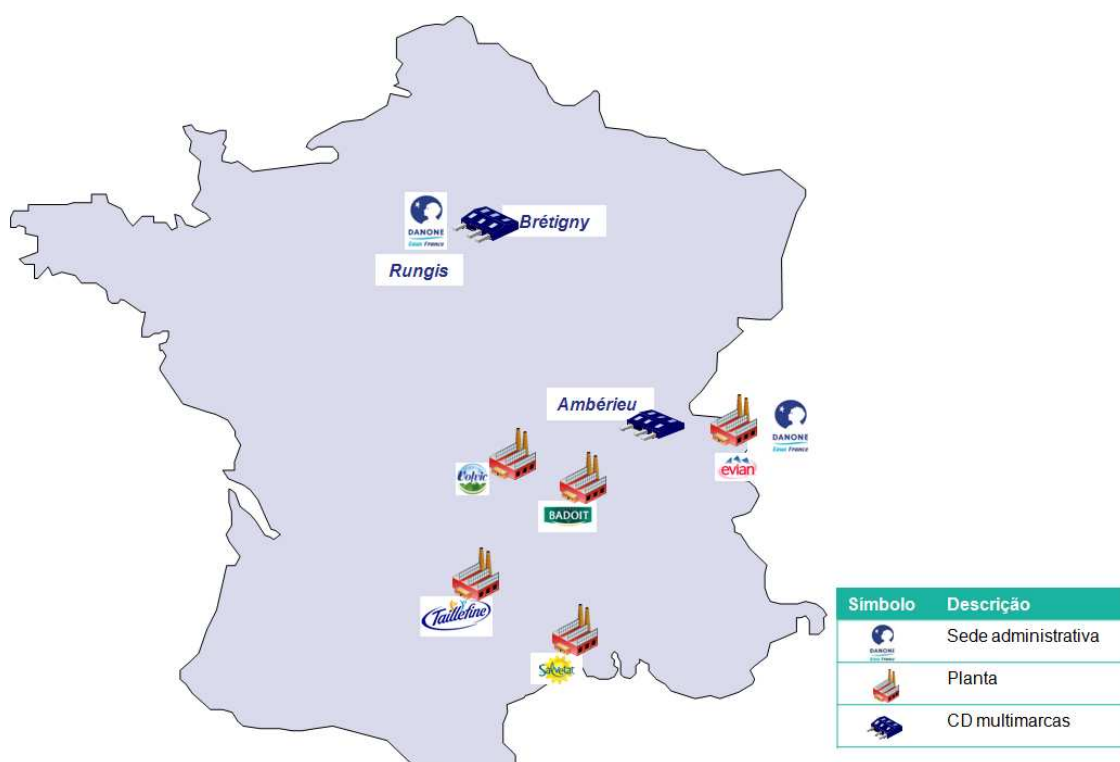 DANONE
Eaux France
Brétigny
Rungis
Ambérieu
DANONE
Eaux France
evian
Volvic
BADOIT
Taillefine
Salvetat
Símbolo Descrição
DANONE
Eaux France
Sede administrativa
Planta
CD multimarcas